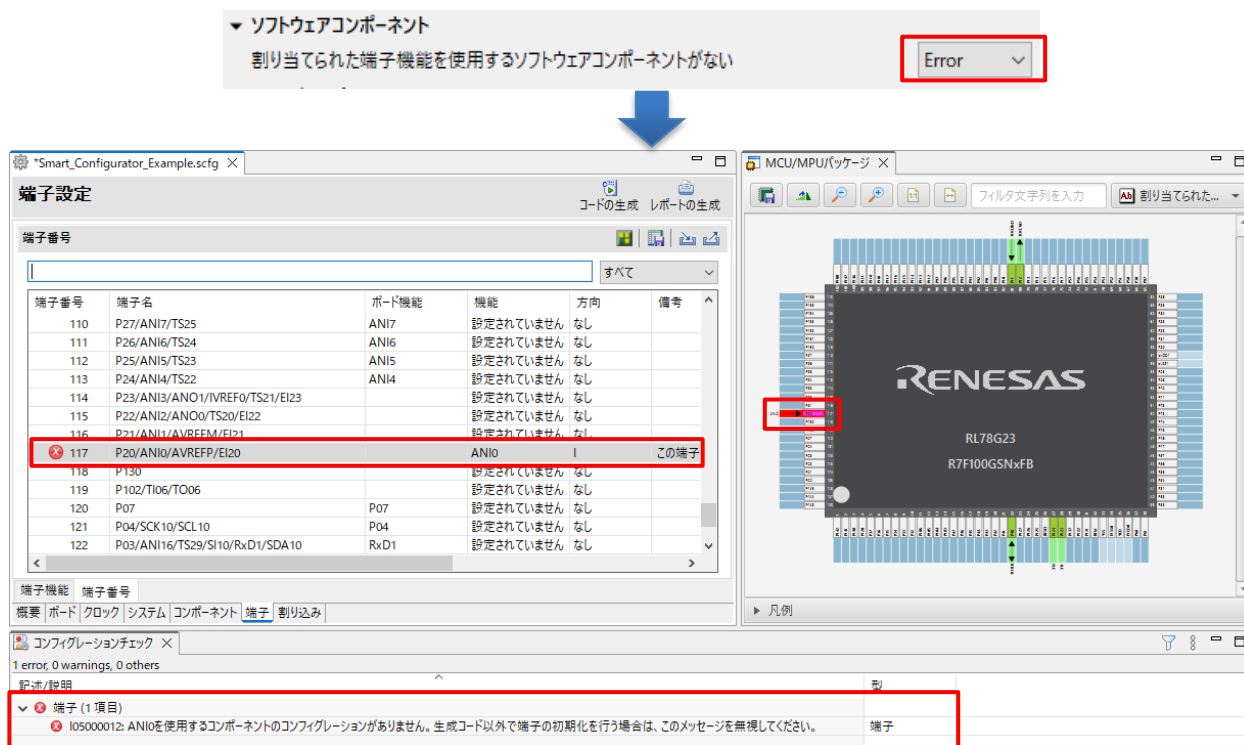 ソフトウェアコンポーネント
割り当てられた端子機能を使用するソフトウェアコンポーネントがない Error
*Smart_Configurator_Example.scfg
端子設定
コードの生成 レポートの生成
端子番号
すべて
端子番号 端子名 ボード機能 機能 方向 備考
110 P27/ANI7/TS25 ANI7 設定されていません なし
111 P26/ANI6/TS24 ANI6 設定されていません なし
112 P25/ANI5/TS23 ANI5 設定されていません なし
113 P24/ANI4/TS22 ANI4 設定されていません なし
114 P23/ANI3/ANO1/IVREF0/TS21/EI23 設定されていません なし
115 P22/ANI2/ANO0/TS20/EI22 設定されていません なし
116 P21/ANI1/AVREFM/EI21 設定されていません なし
117 P20/ANI0/AVREFP/EI20 ANI0 I この端子
118 P130 設定されていません なし
119 P102/TI06/TO06 設定されていません なし
120 P07 P07 設定されていません なし
121 P04/SCK10/SCL10 P04 設定されていません なし
122 P03/ANI16/TS29/SI10/RxD1/SDA10 RxD1 設定されていません なし
端子機能 端子番号
概要 ボード クロック システム コンポーネント 端子 割り込み
MCU/MPU/パッケージ
フィルタ文字列を入力 Ab 割り当てられた...
RENESAS
RL78G23
R7F100GSNxFB
凡例
コンフィグレーションチェック
1 error, 0 warnings, 0 others
記述/説明 型
端子 (1 項目)
I05000012: ANI0を使用するコンポーネントのコンフィグレーションがありません。生成コード以外で端子の初期化を行う場合は、このメッセージを無視してください。 端子